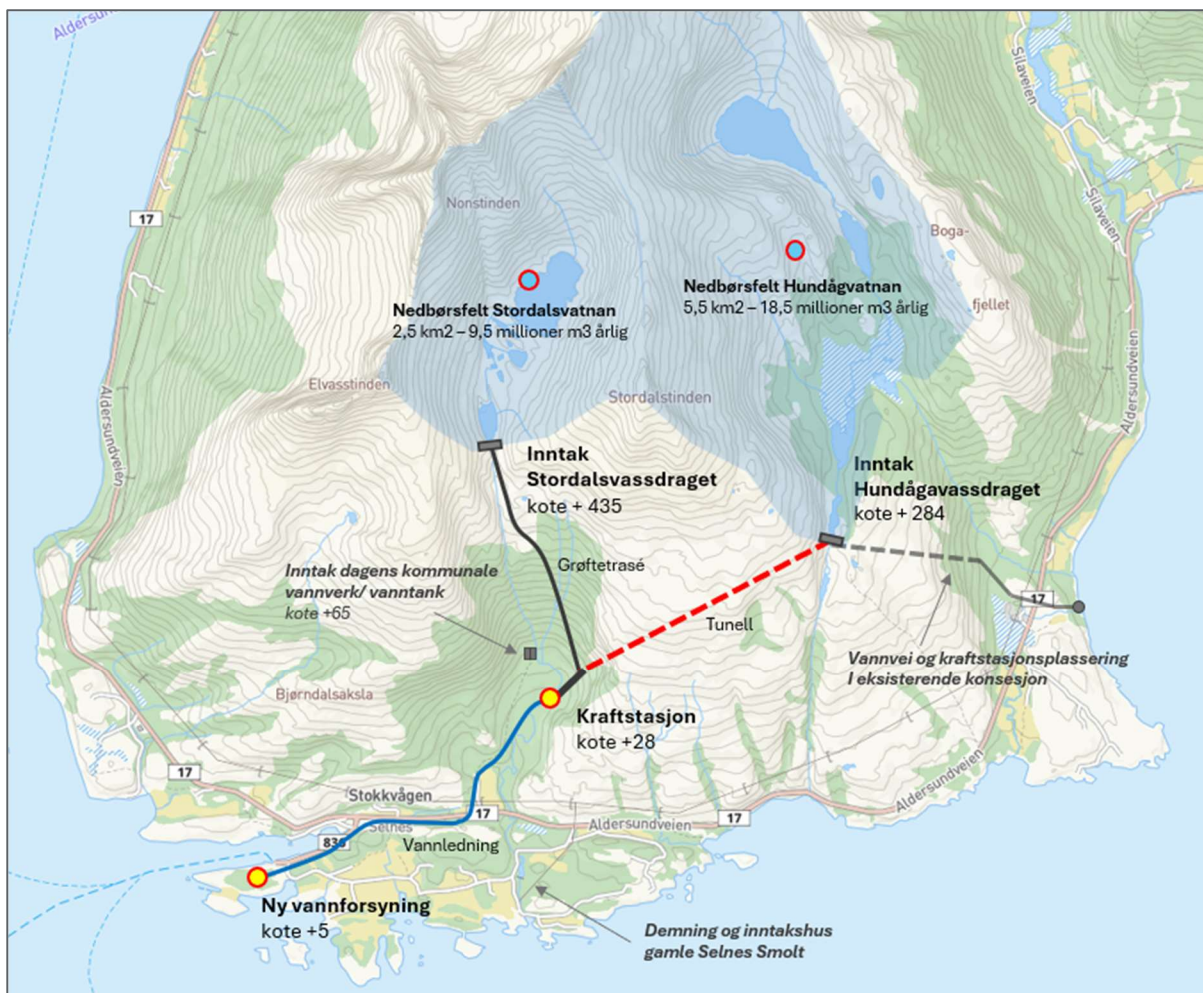 Aldersun
Silaveien
17
Nonstinden
Silaveien
Boga-
fjellet
Nedbørsfelt Hundågvatnan
5,5 km2 – 18,5 millioner m3 årlig
Nedbørsfelt Stordalsvatnan
2,5 km2 – 9,5 millioner m3 årlig
Elvasstinden
Stordalstinden
Aldersundveien
Aldersundveien
Inntak
Stordalsvassdraget
kote + 435
Inntak
Hundågavassdraget
kote + 284
Inntak dagens kommunale
vannverk/ vanntank
kote +65
Grøftetrasé
Tunell
17
Vannvei og kraftstasjonsplassering
I eksisterende konsesjon
Bjørndalsaksla
Kraftstasjon
kote +28
17
Stokkvågen
17
17
Aldersundveien
Aldersundveien
Selnes
Vannledning
Ny vannforsyning
kote +5
Demning og inntakshus
gamle Selnes Smolt